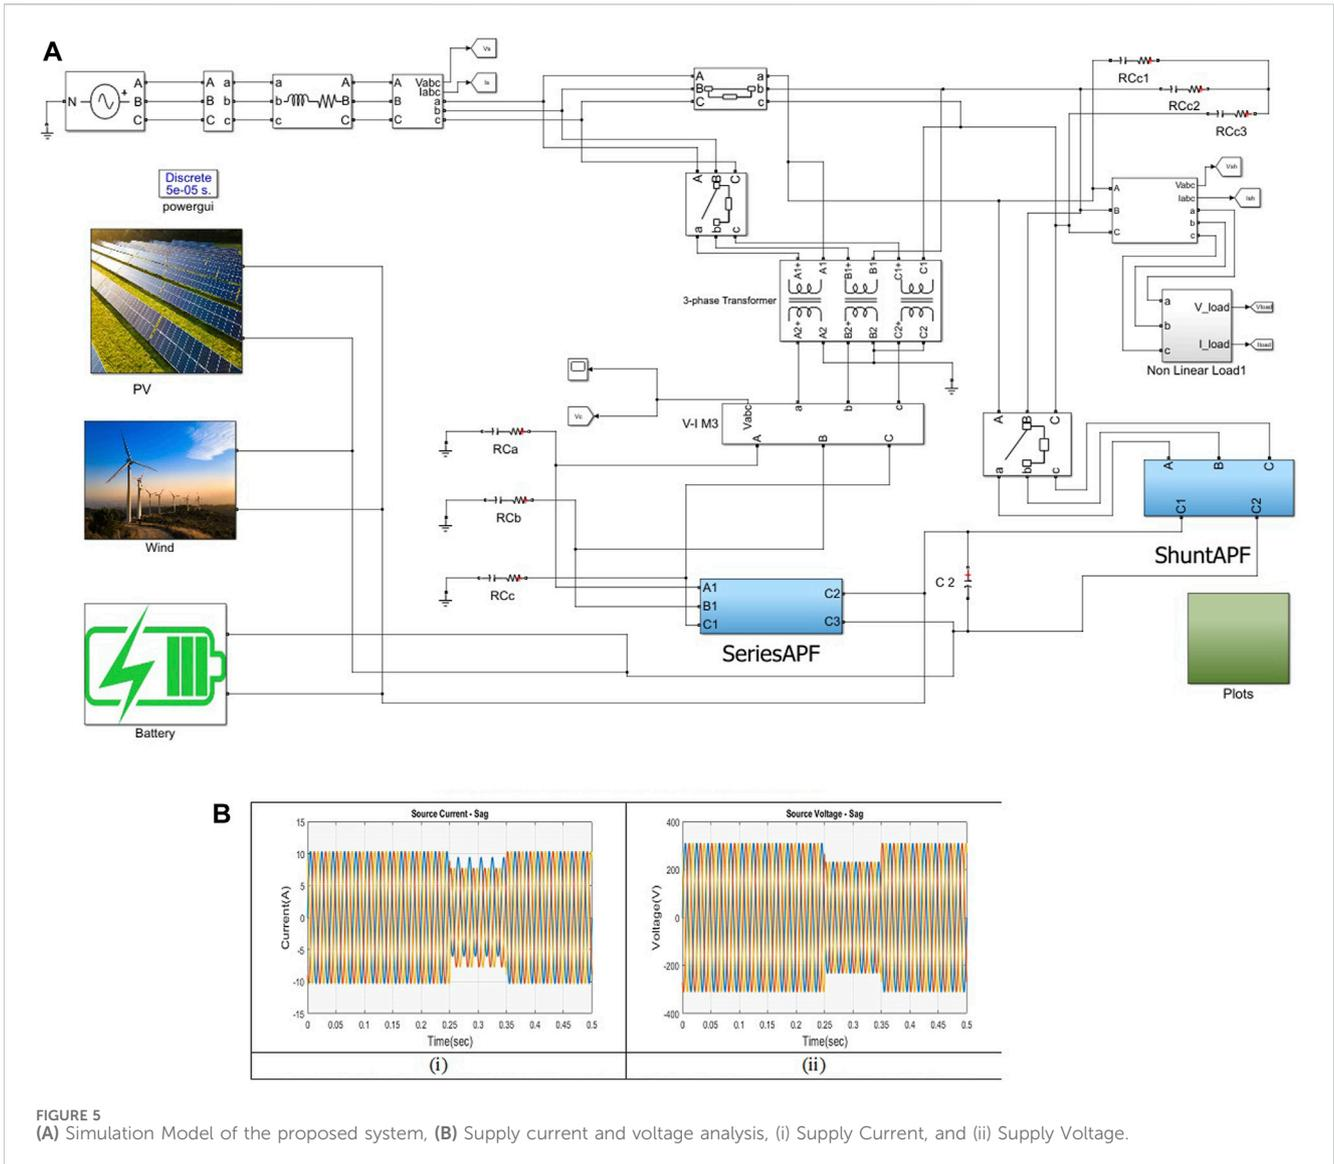 A
Vs
Is
N
A
B
C
A a
B b
C c
a A
b B
c C
A Vabc
Iabc
B a
b
C c
A a
B b
C c
RCc1
RCc2
RCc3
Discrete
5e-05 s.
powergui
A B C
a b c
Vsh
Ish
A Vabc
Iabc
B a
b
C c
PV
3-phase Transformer
A1+ A1 B1+ B1 C1+ C1
A2+ A2 B2+ B2 C2+ C2
a V_load
b
c I_load
Vload
Iload
Non Linear Load1
Vc
V-I M3
Vabc a b c
A B C
RCa
RCb
RCc
Wind
A B C
a b c
A B C
C1 C2
ShuntAPF
C 2
A1 C2
B1
C1 C3
SeriesAPF
Battery
Plots
B
Source Current - Sag
15
10
5
0
-5
-10
-15
Current(A)
0 0.05 0.1 0.15 0.2 0.25 0.3 0.35 0.4 0.45 0.5
Time(sec)
(i)
Source Voltage - Sag
400
200
0
-200
-400
Voltage(V)
0 0.05 0.1 0.15 0.2 0.25 0.3 0.35 0.4 0.45 0.5
Time(sec)
(ii)
FIGURE 5
(A) Simulation Model of the proposed system, (B) Supply current and voltage analysis, (i) Supply Current, and (ii) Supply Voltage.